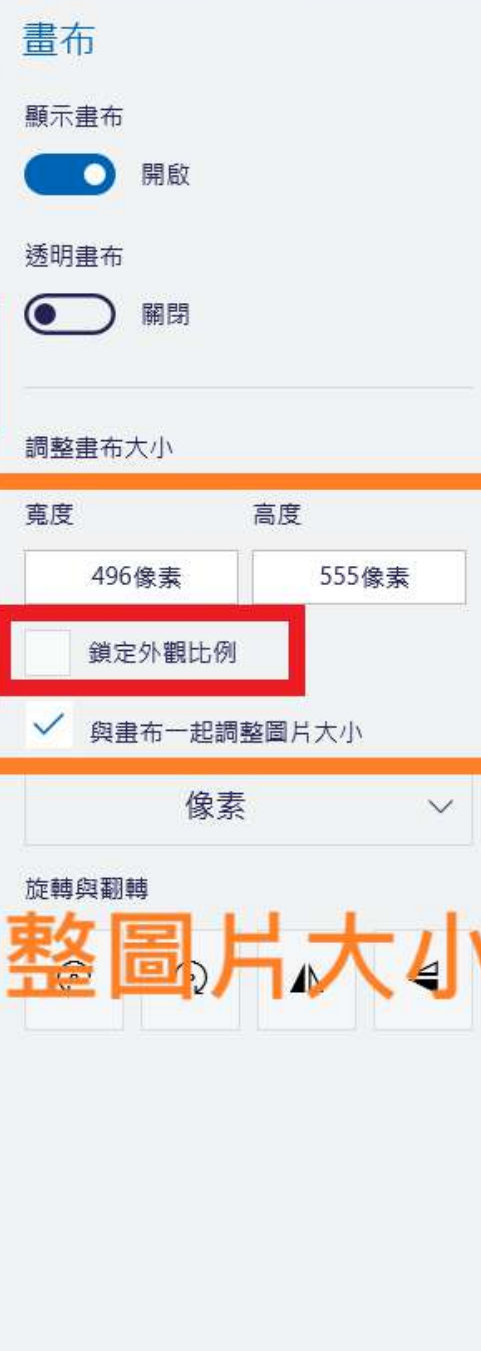 畫布
顯示畫布
開啟
透明畫布
關閉
調整畫布大小
寬度 高度
496像素 555像素
鎖定外觀比例
與畫布一起調整圖片大小
像素
旋轉與翻轉
整圖片大小